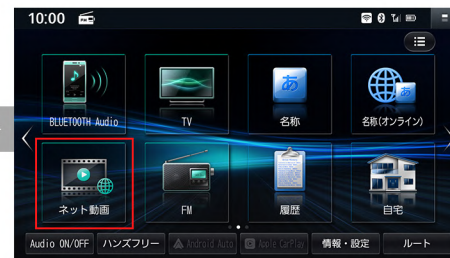 10:00
BLUETOOTH Audio
TV
あ
名称
あ
名称(オンライン)
ネット動画
FM
履歴
自宅
Audio ON/OFF
ハンズフリー
Android Auto
Apple CarPlay
情報・設定
ルート